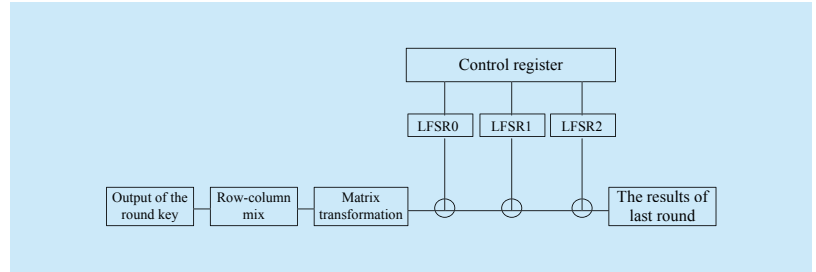 Control register
LFSR0
LFSR1
LFSR2
Output of the
round key
Row-column
mix
Matrix
transformation
The results of
last round